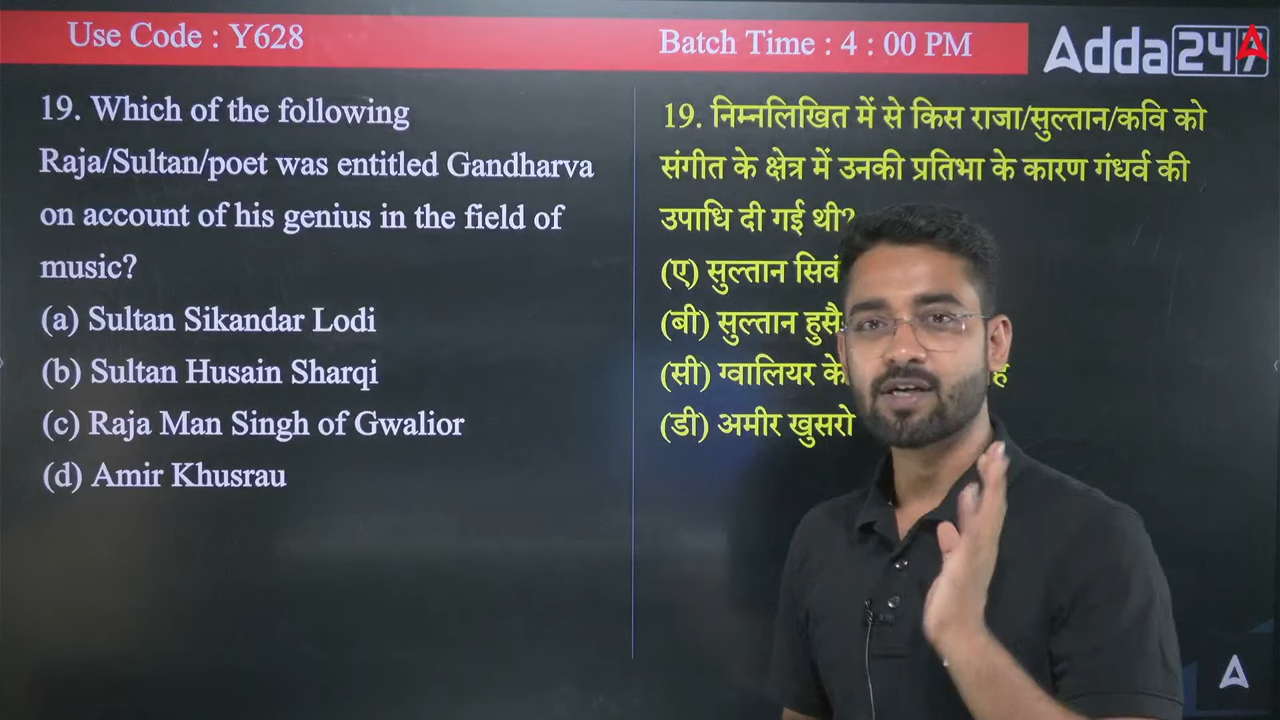 Use Code : Y628
Batch Time : 4 : 00 PM
Adda247
19. Which of the following
Raja/Sultan/poet was entitled Gandharva
on account of his genius in the field of
music?
(a) Sultan Sikandar Lodi
(b) Sultan Husain Sharqi
(c) Raja Man Singh of Gwalior
(d) Amir Khusrau
19. निम्नलिखित में से किस राजा/सुल्तान/कवि को
संगीत के क्षेत्र में उनकी प्रतिभा के कारण गंधर्व की
उपाधि दी गई थी?
(ए) सुल्तान
(बी) सुल्तान
(सी) ग्वालियर के
(डी) अमीर खुसरो